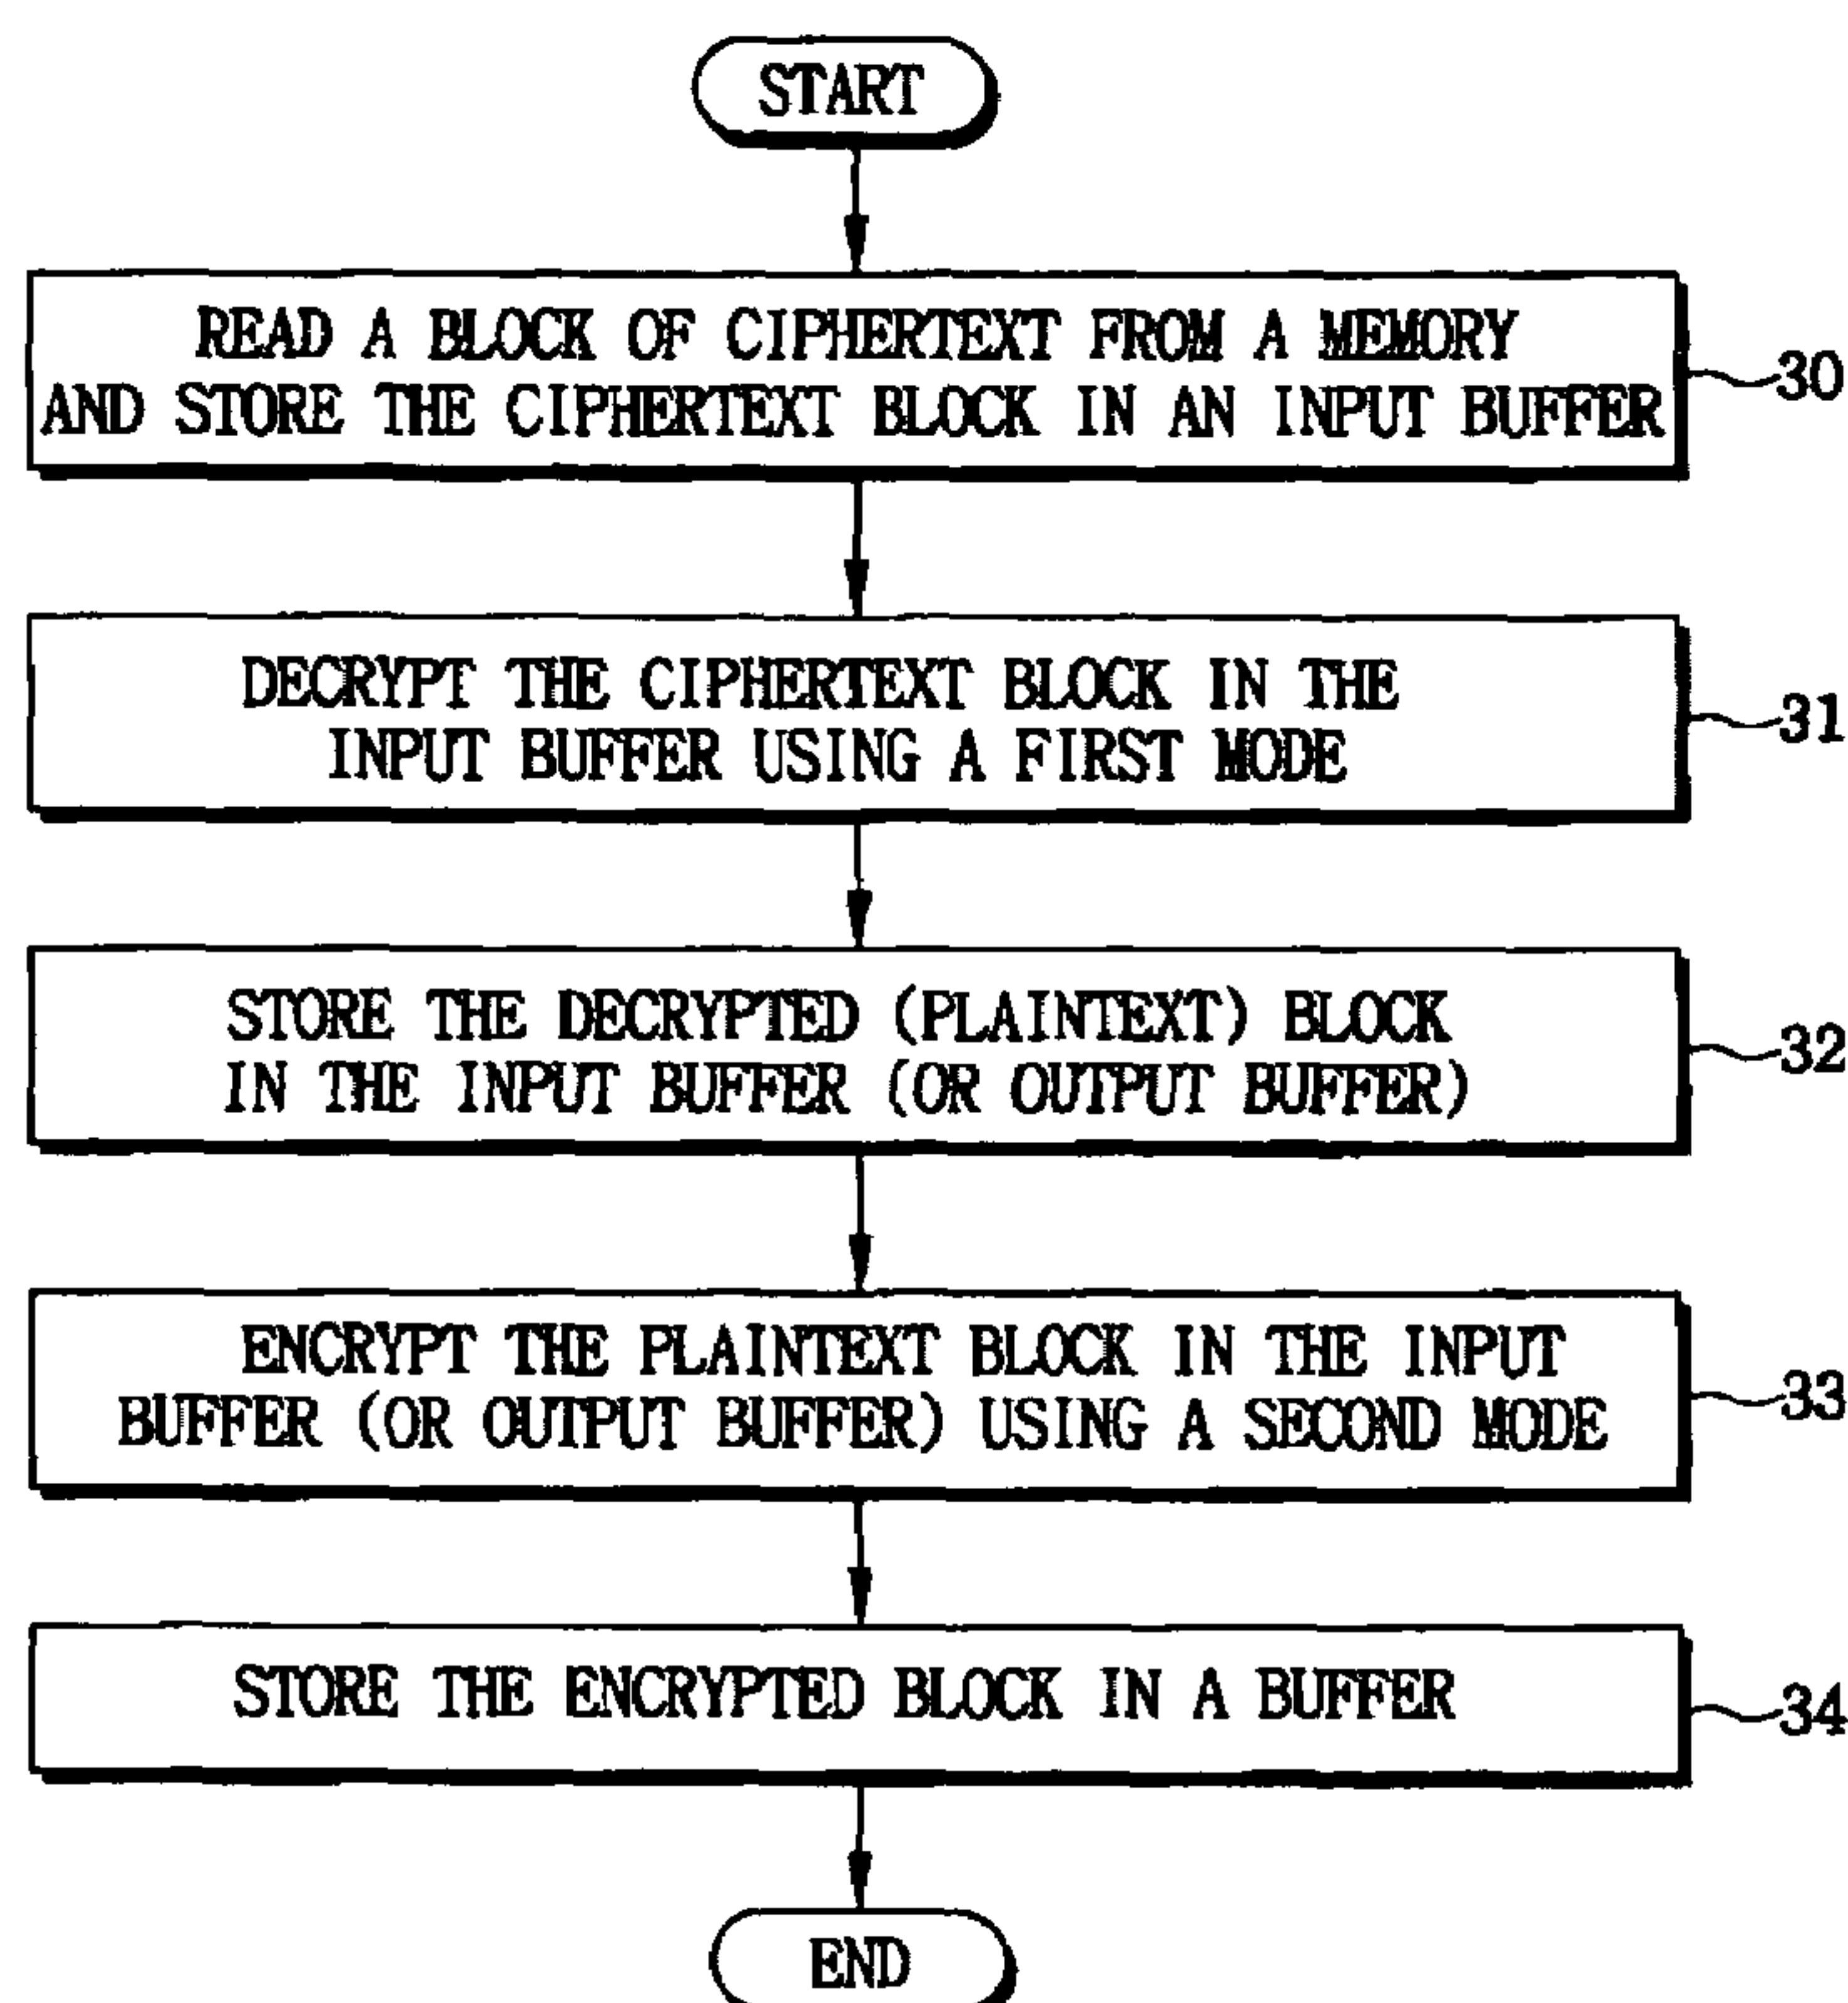 START
READ A BLOCK OF CIPHERTEXT FROM A MEMORY
AND STORE THE CIPHERTEXT BLOCK IN AN INPUT BUFFER
30
DECRYPT THE CIPHERTEXT BLOCK IN THE
INPUT BUFFER USING A FIRST MODE
31
STORE THE DECRYPTED (PLAINTEXT) BLOCK
IN THE INPUT BUFFER (OR OUTPUT BUFFER)
32
ENCRYPT THE PLAINTEXT BLOCK IN THE INPUT
BUFFER (OR OUTPUT BUFFER) USING A SECOND MODE
33
STORE THE ENCRYPTED BLOCK IN A BUFFER
34
END